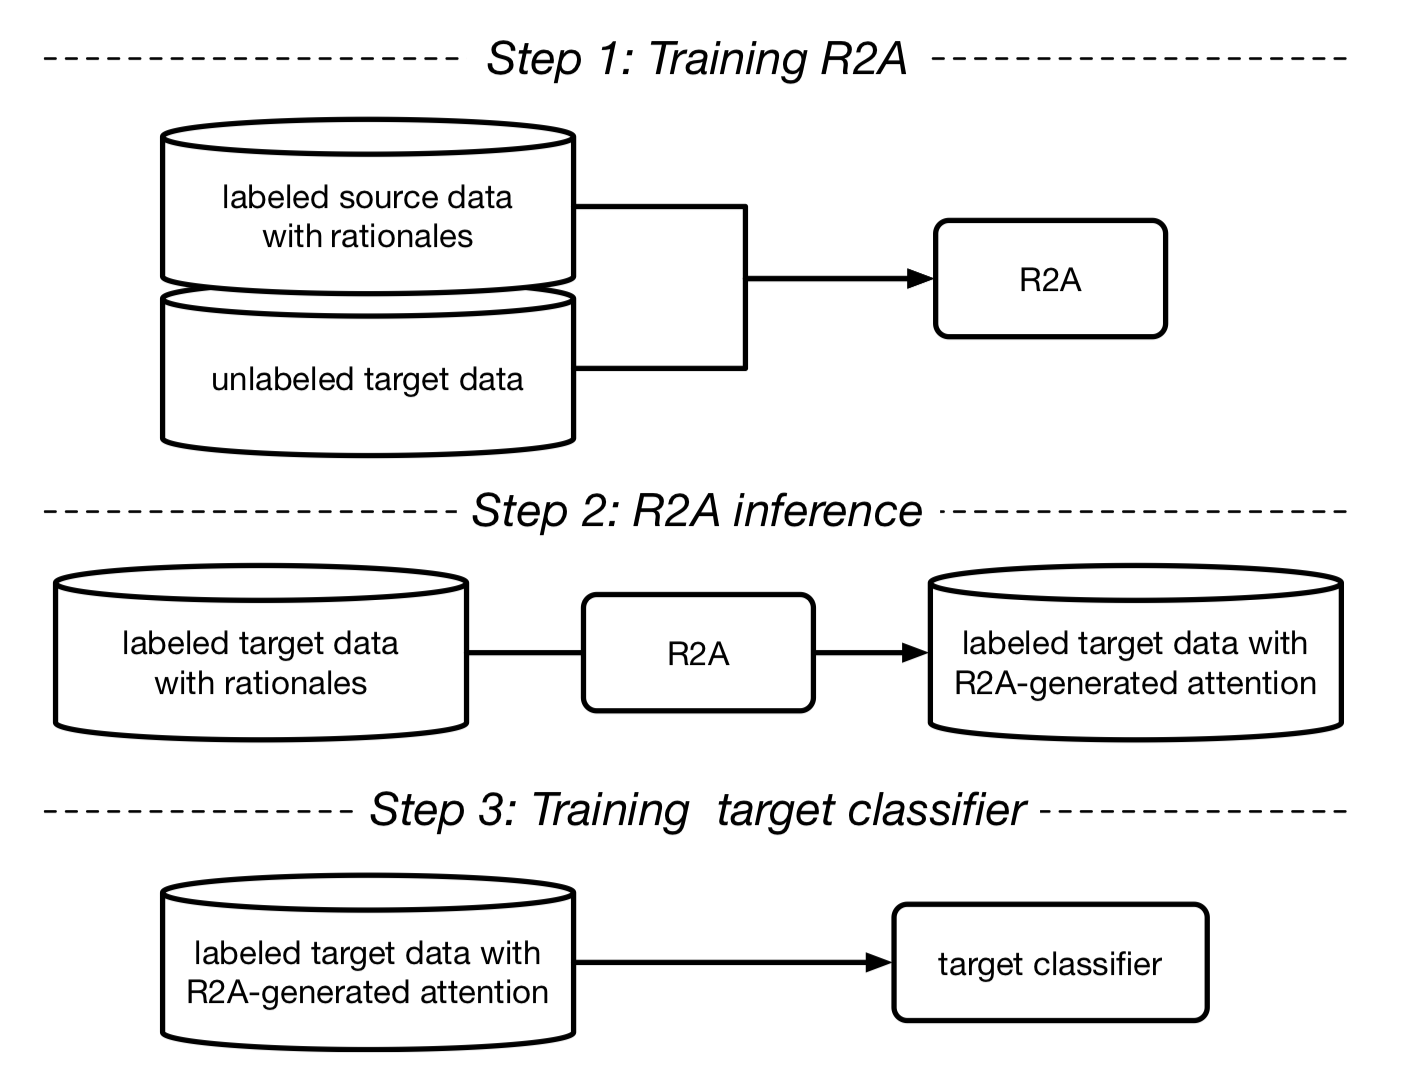 Step 1: Training R2A
labeled source data
with rationales
R2A
unlabeled target data
Step 2: R2A inference
labeled target data
with rationales
R2A
labeled target data with
R2A-generated attention
Step 3: Training target classifier
labeled target data with
R2A-generated attention
target classifier